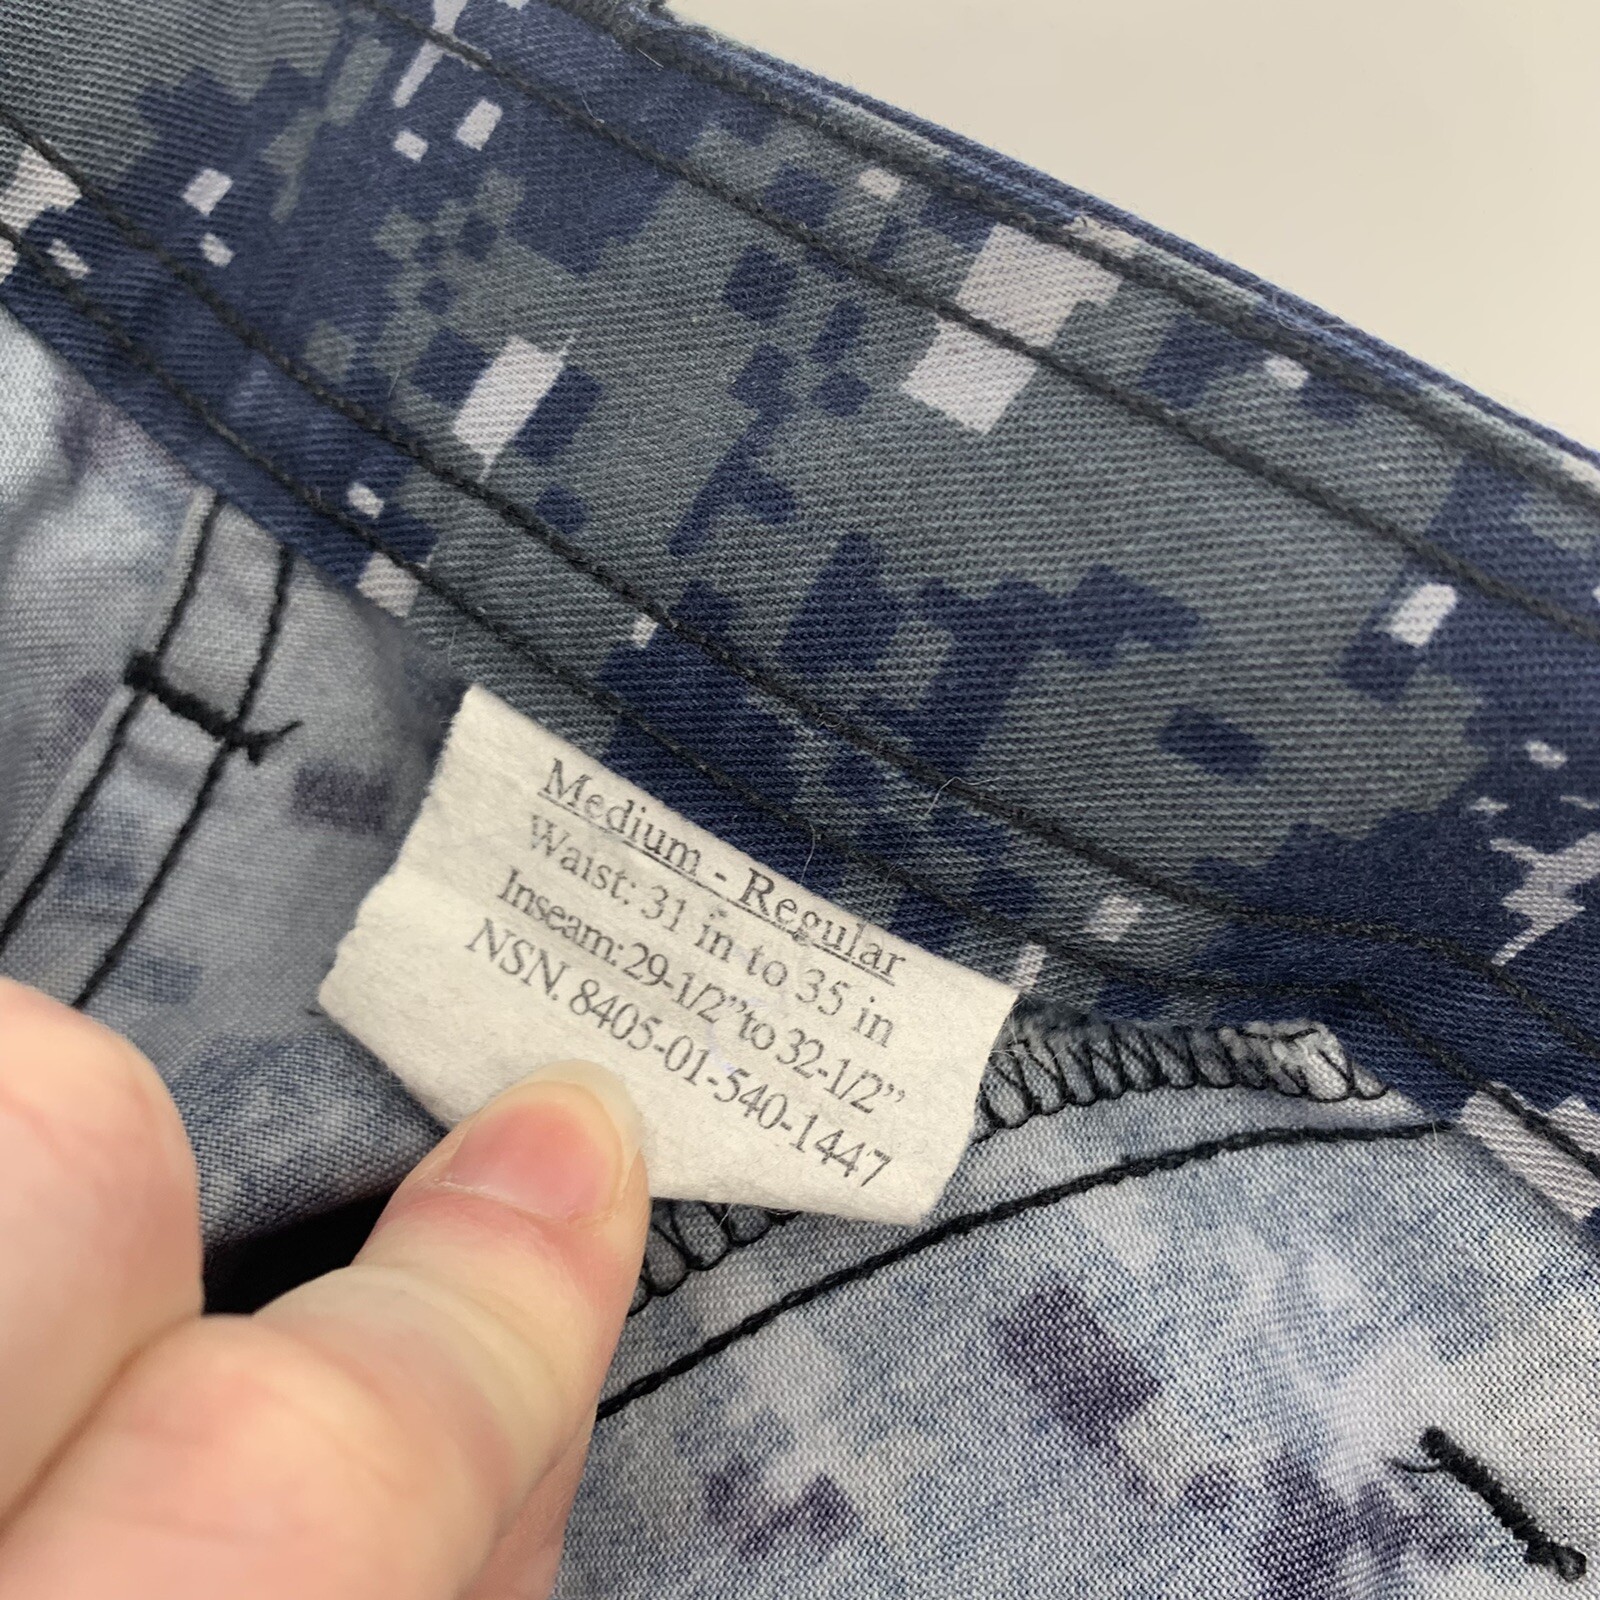 Medium - Regular
Waist: 31 in to 35 in
Inseam: 29-1/2" to 32-1/2"
NSN. 8405-01-540-1447